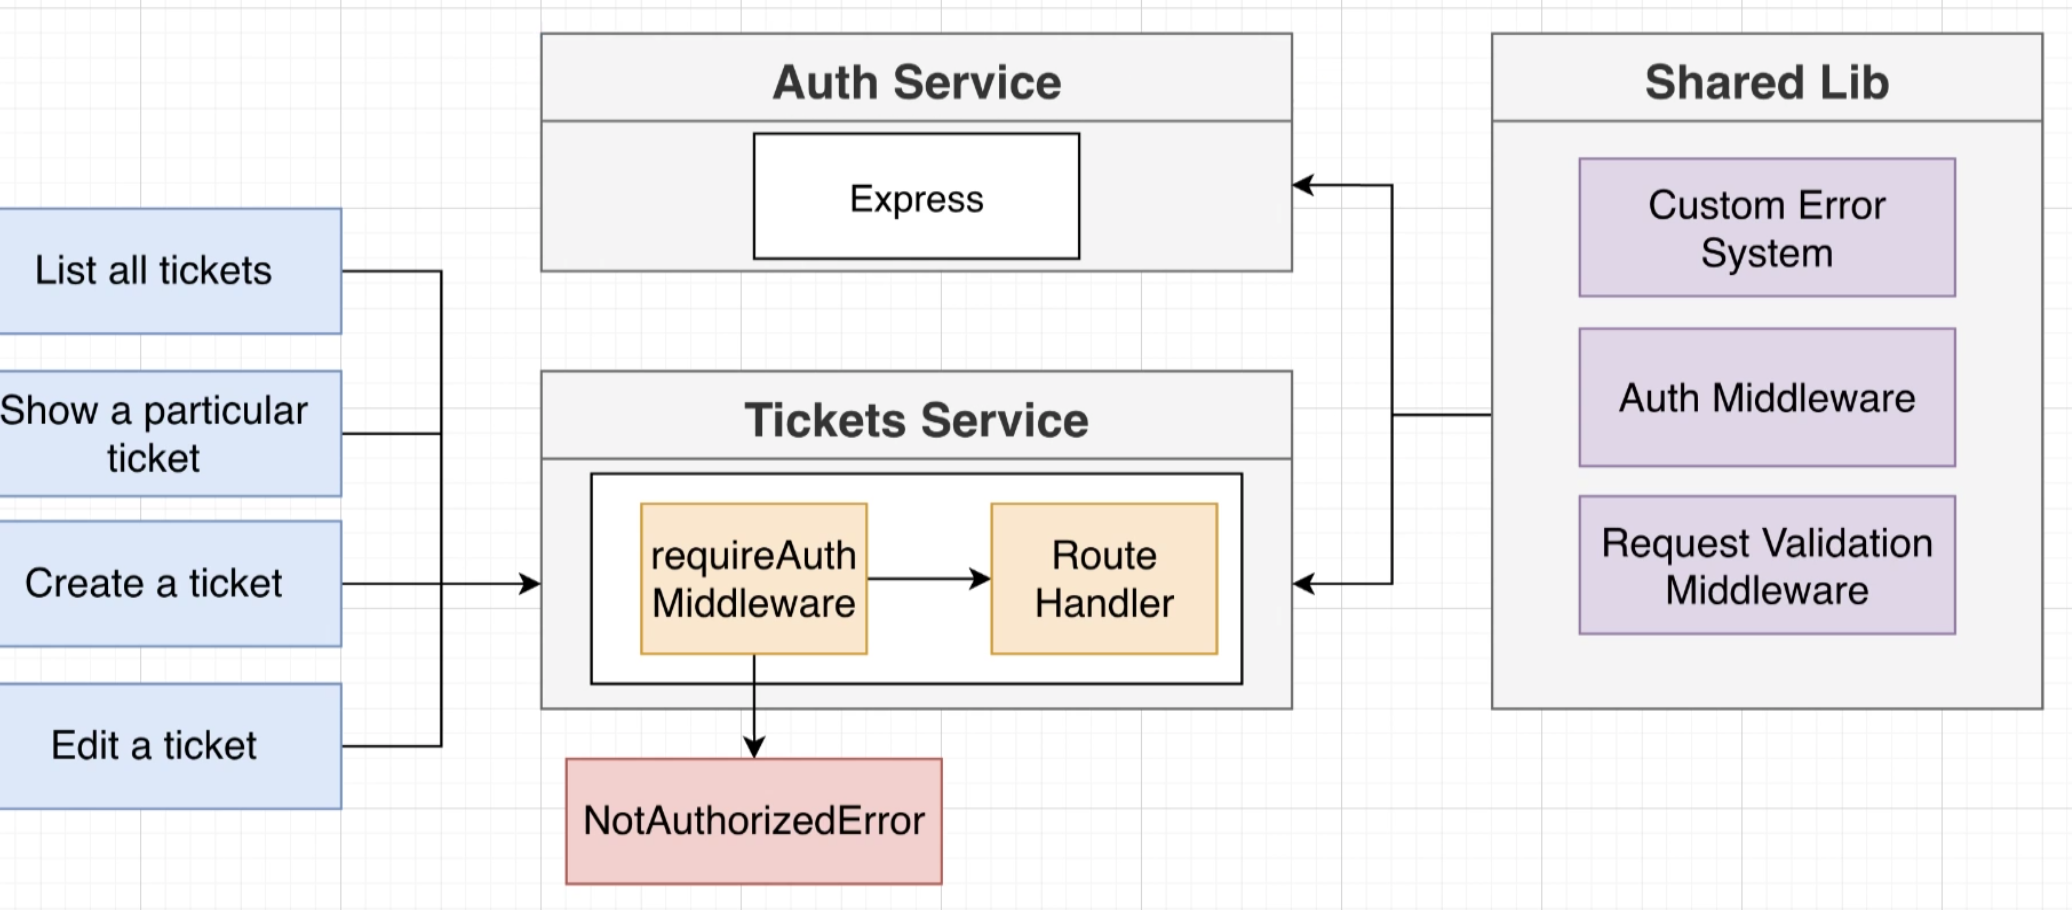 Auth Service
Express
Shared Lib
Custom Error
System
Auth Middleware
Request Validation
Middleware
List all tickets
Show a particular
ticket
Create a ticket
Edit a ticket
Tickets Service
requireAuth
Middleware
Route
Handler
NotAuthorizedError